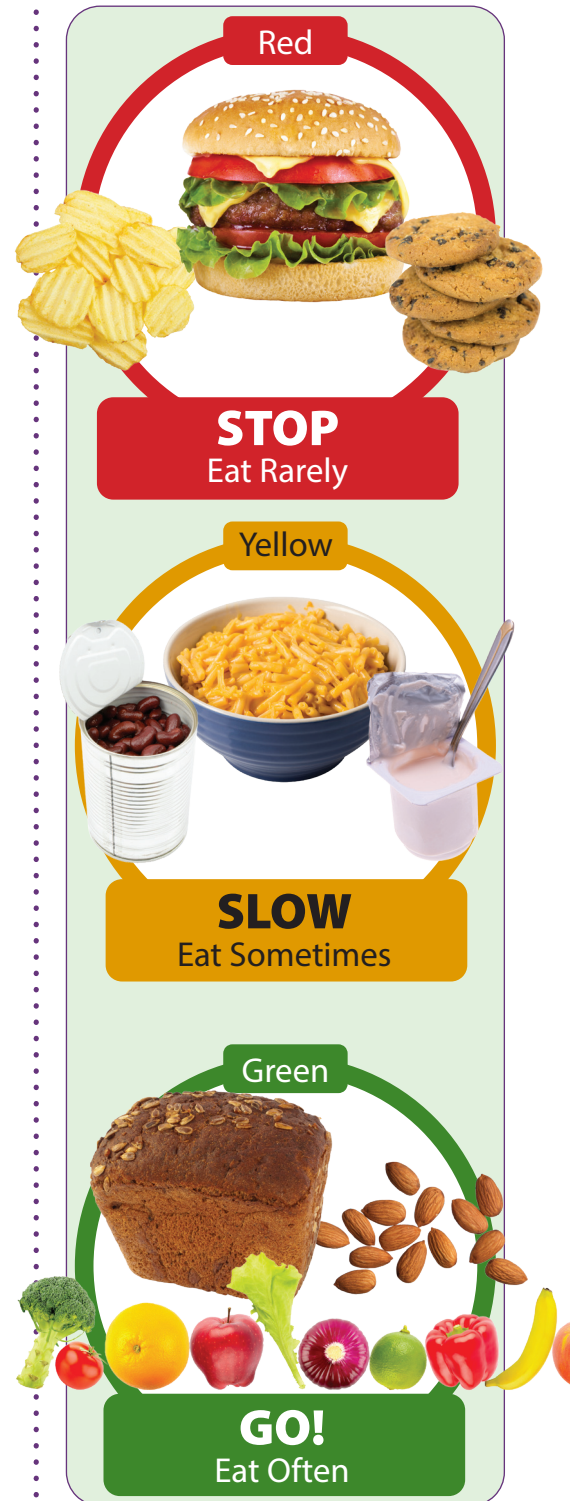 Red
STOP
Eat Rarely
Yellow
SLOW
Eat Sometimes
Green
GO!
Eat Often